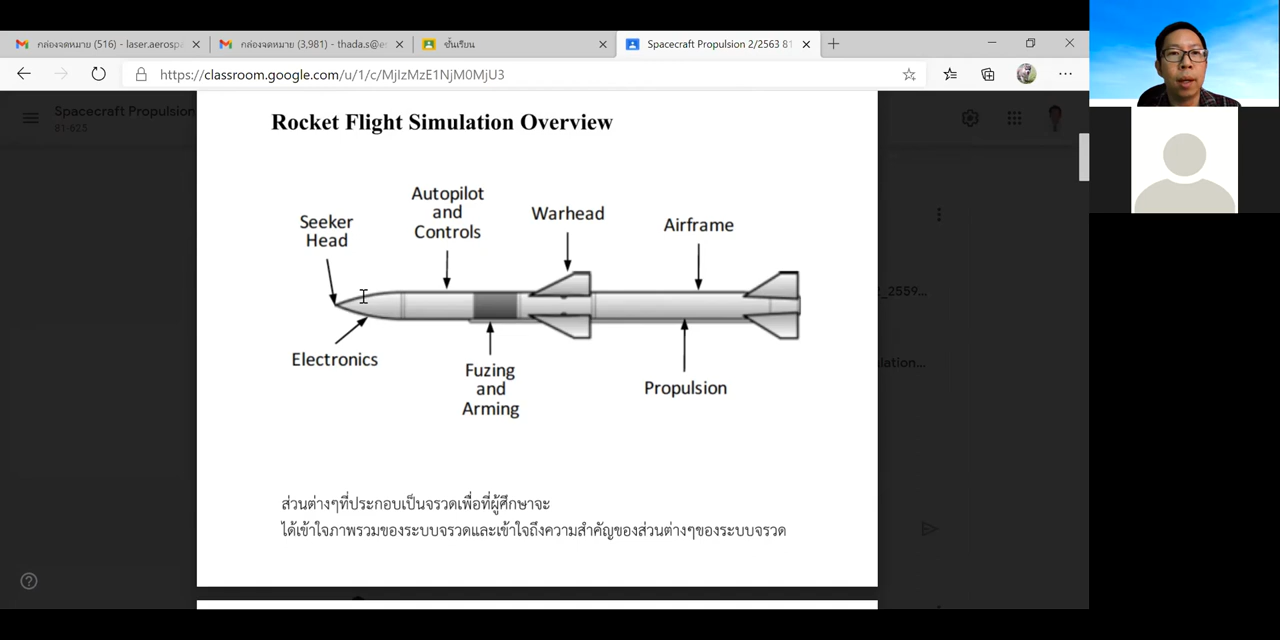 กล่องจดหมาย (516) - laser.aerospa
กล่องจดหมาย (3,981) - thada.s@es
ชั้นเรียน
Spacecraft Propulsion 2/2563 81
https://classroom.google.com/u/1/c/MjIzMzE1NjM0MjU3
Spacecraft Propulsion
81-625
Rocket Flight Simulation Overview
Seeker
Head
Autopilot
and
Controls
Warhead
Airframe
Electronics
Fuzing
and
Arming
Propulsion
2_2559...
ulation...
ส่วนต่างๆที่ประกอบเป็นจรวดเพื่อที่ผู้ศึกษาจะ
ได้เข้าใจภาพรวมของระบบจรวดและเข้าใจถึงความสำคัญของส่วนต่างๆของระบบจรวด